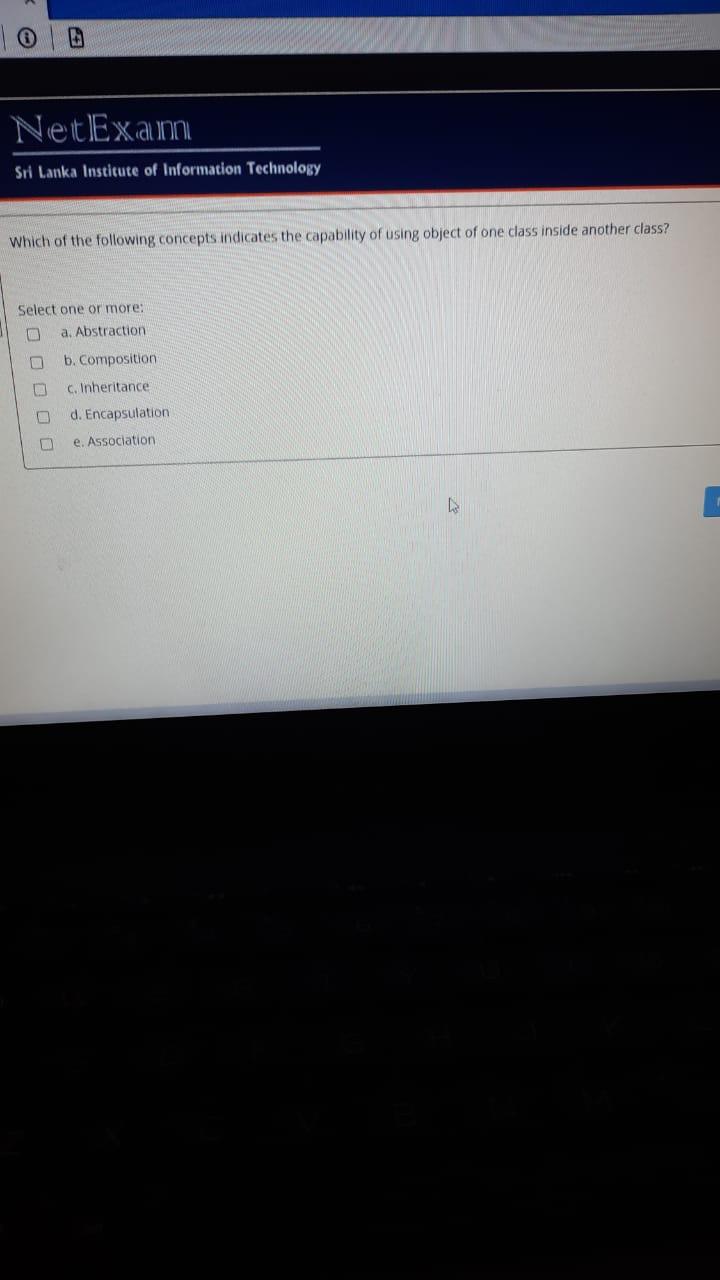 NetExam
Sri Lanka Institute of Information Technology
Which of the following concepts indicates the capability of using object of one class inside another class?
Select one or more:
a. Abstraction
b. Composition
c. Inheritance
d. Encapsulation
e. Association